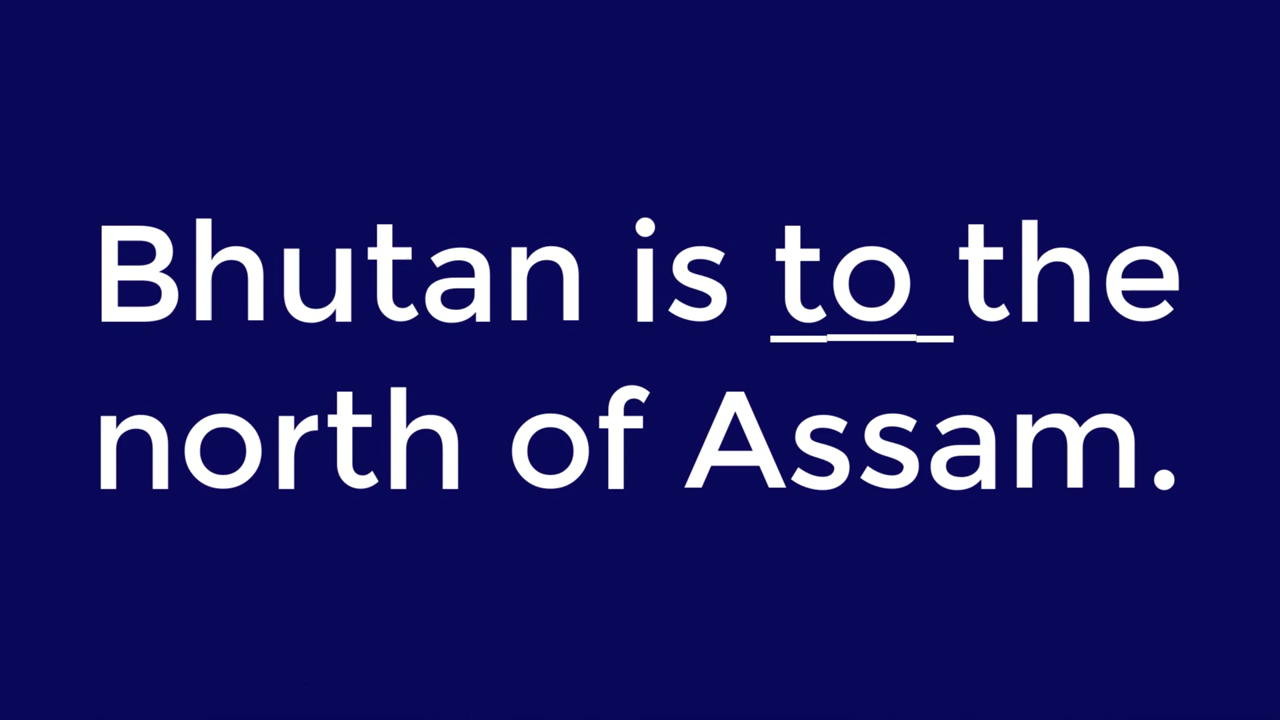 Bhutan is to the
north of Assam.